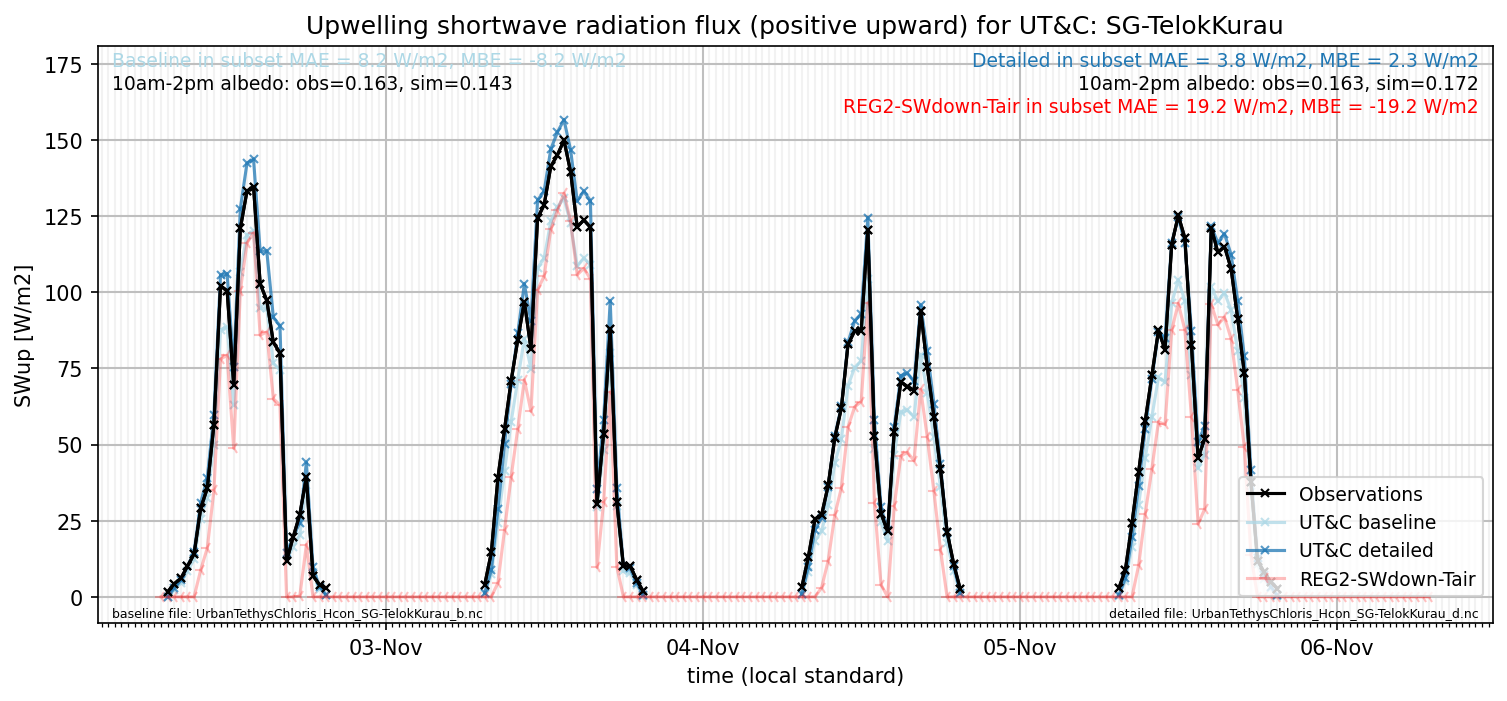 Upwelling shortwave radiation flux (positive upward) for UT&C: SG-TelokKurau
Baseline in subset MAE = 8.2 W/m2, MBE = -8.2 W/m2
10am-2pm albedo: obs=0.163, sim=0.143
Detailed in subset MAE = 3.8 W/m2, MBE = 2.3 W/m2
10am-2pm albedo: obs=0.163, sim=0.172
REG2-SWdown-Tair in subset MAE = 19.2 W/m2, MBE = -19.2 W/m2
SWup [W/m2]
175
150
125
100
75
50
25
0
Observations
UT&C baseline
UT&C detailed
REG2-SWdown-Tair
baseline file: UrbanTethysChloris_Hcon_SG-TelokKurau_b.nc
detailed file: UrbanTethysChloris_Hcon_SG-TelokKurau_d.nc
03-Nov
04-Nov
05-Nov
06-Nov
time (local standard)